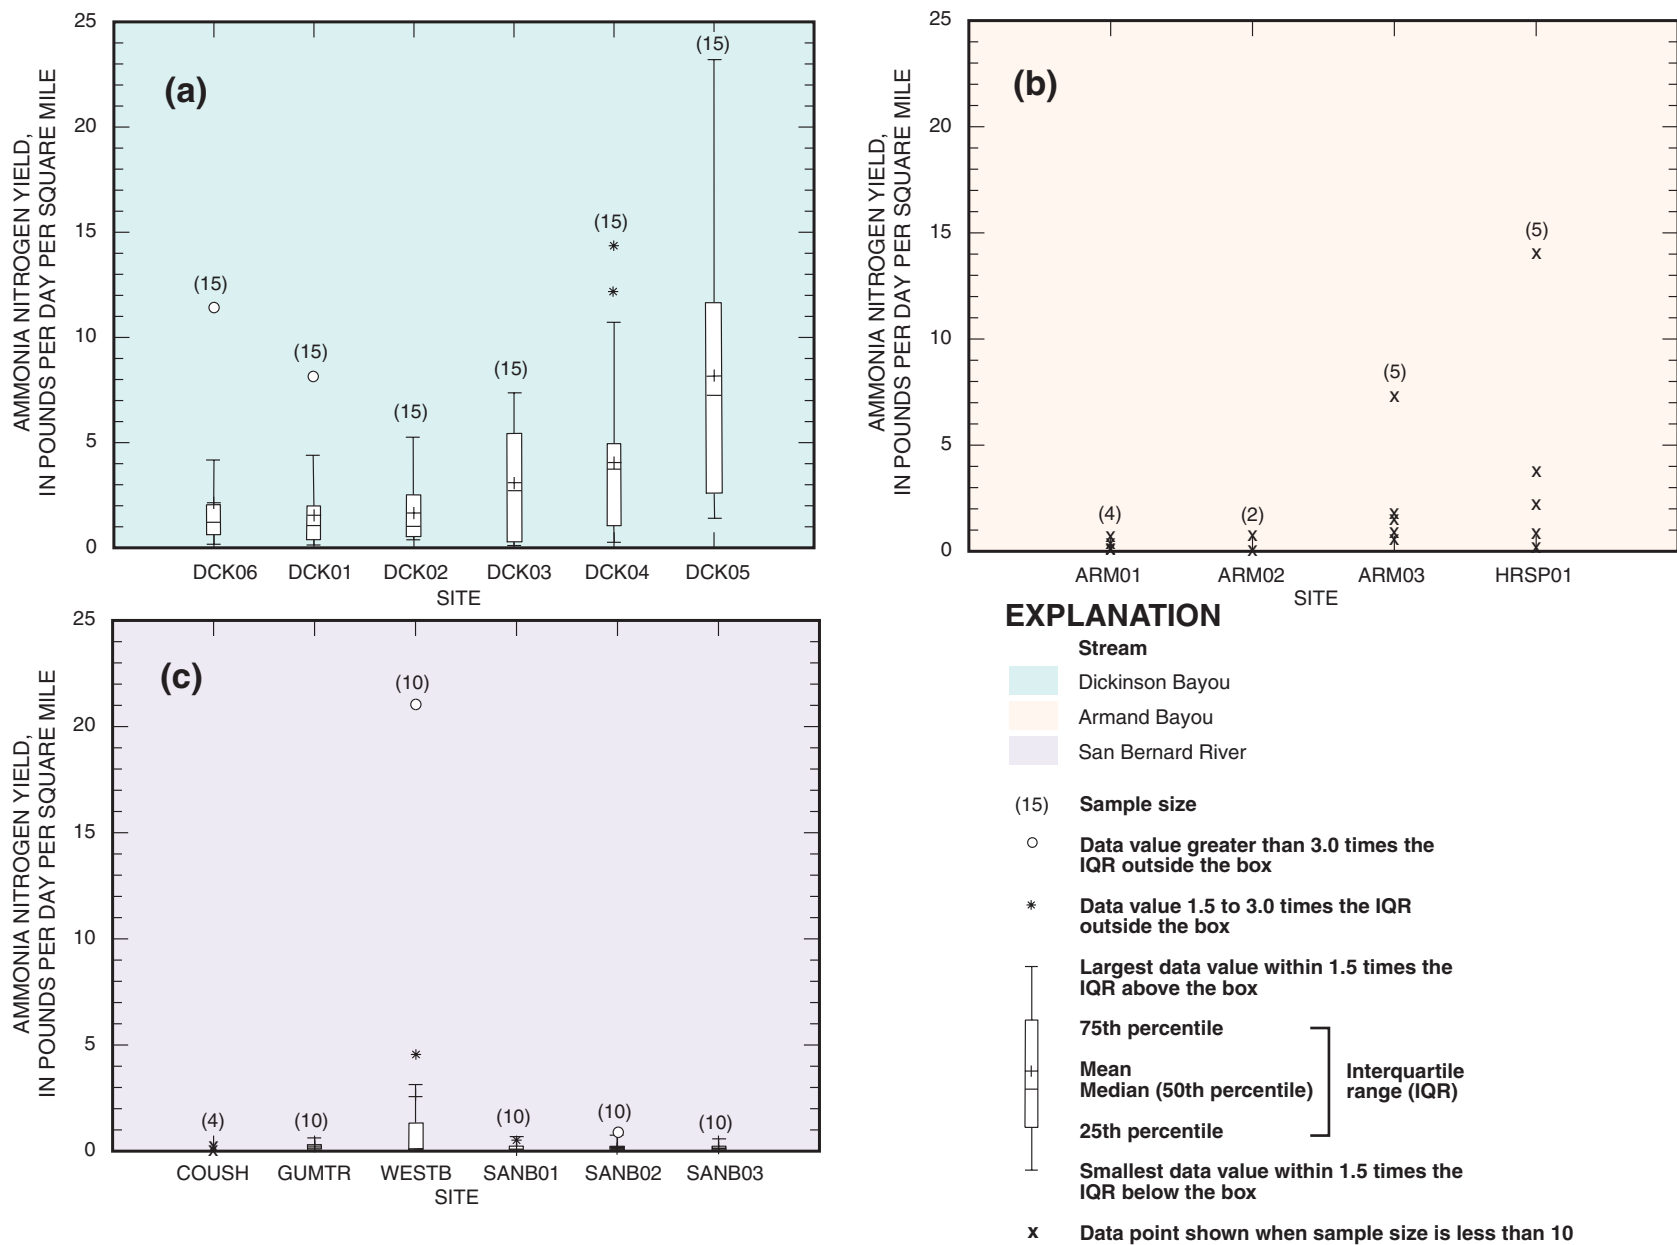 (a)
AMMONIA NITROGEN YIELD,
IN POUNDS PER DAY PER SQUARE MILE
25
20
15
10
5
0
(15)
(15)
(15)
(15)
(15)
(15)
DCK06 DCK01 DCK02 DCK03 DCK04 DCK05
SITE
(b)
AMMONIA NITROGEN YIELD,
IN POUNDS PER DAY PER SQUARE MILE
25
20
15
10
5
0
(4)
(2)
(5)
(5)
ARM01 ARM02 ARM03 HRSP01
SITE
(c)
AMMONIA NITROGEN YIELD,
IN POUNDS PER DAY PER SQUARE MILE
25
20
15
10
5
0
(4)
(10)
(10)
(10)
(10)
(10)
COUSH GUMTR WESTB SANB01 SANB02 SANB03
SITE
EXPLANATION
Stream
Dickinson Bayou
Armand Bayou
San Bernard River
(15) Sample size
Data value greater than 3.0 times the
IQR outside the box
Data value 1.5 to 3.0 times the IQR
outside the box
Largest data value within 1.5 times the
IQR above the box
75th percentile
Mean
Median (50th percentile)
Interquartile
range (IQR)
25th percentile
Smallest data value within 1.5 times the
IQR below the box
x Data point shown when sample size is less than 10